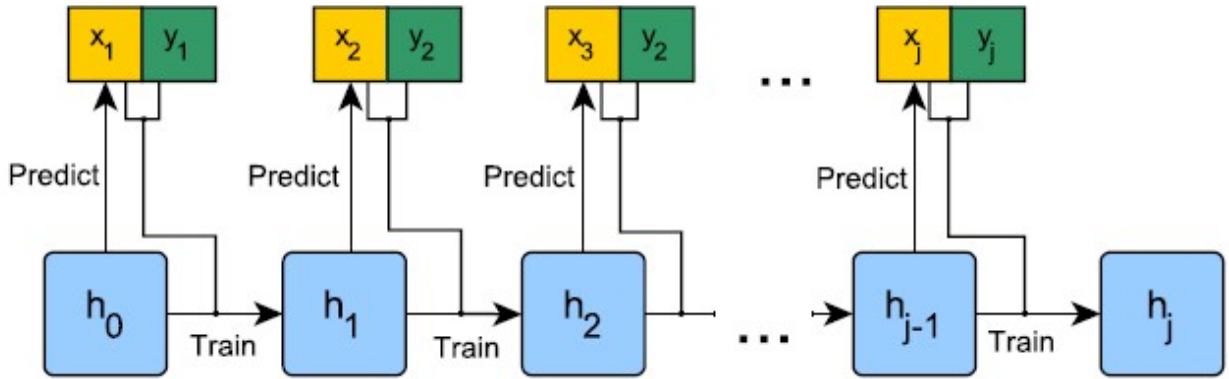 x₁ y₁ x₂ y₂ x₃ y₂ ... xⱼ yⱼ
Predict Predict Predict Predict
h₀ h₁ h₂ ... hⱼ₋₁ hⱼ
Train Train Train